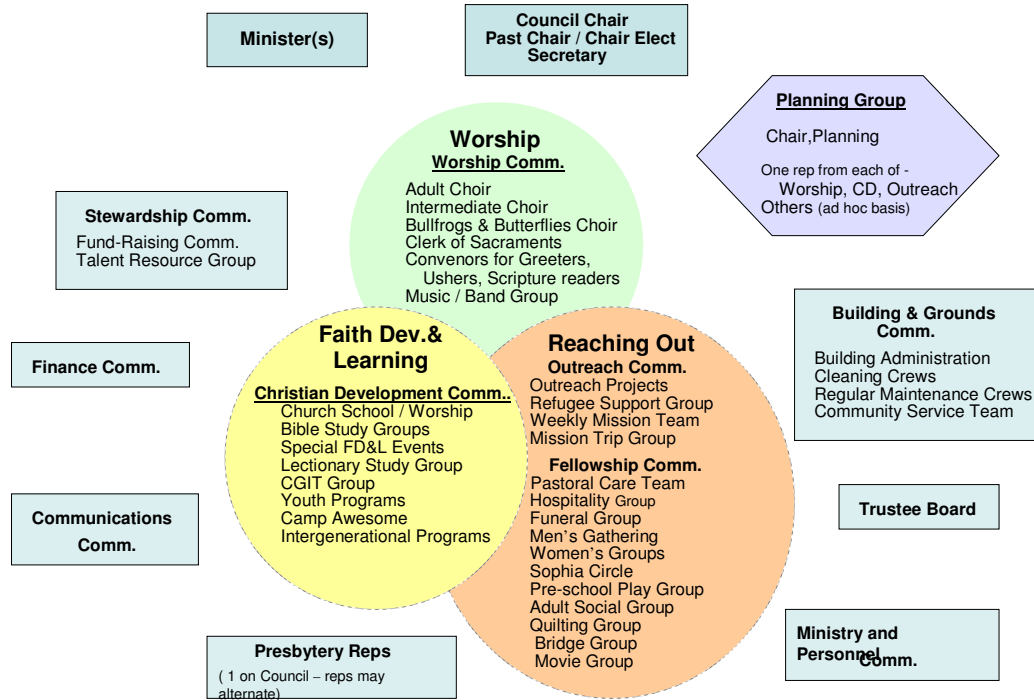 Minister(s)
Council Chair
Past Chair / Chair Elect
Secretary
Planning Group
Chair,Planning
One rep from each of -
Worship, CD, Outreach
Others (ad hoc basis)
Worship
Worship Comm.
Adult Choir
Intermediate Choir
Bullfrogs & Butterflies Choir
Clerk of Sacraments
Convenors for Greeters,
Ushers, Scripture readers
Music / Band Group
Stewardship Comm.
Fund-Raising Comm.
Talent Resource Group
Building & Grounds
Comm.
Building Administration
Cleaning Crews
Regular Maintenance Crews
Community Service Team
Finance Comm.
Faith Dev.&
Learning
Christian Development Comm..
Church School / Worship
Bible Study Groups
Special FD&L Events
Lectionary Study Group
CGIT Group
Youth Programs
Camp Awesome
Intergenerational Programs
Reaching Out
Outreach Comm.
Outreach Projects
Refugee Support Group
Weekly Mission Team
Mission Trip Group
Fellowship Comm.
Pastoral Care Team
Hospitality Group
Funeral Group
Men’s Gathering
Women’s Groups
Sophia Circle
Pre-school Play Group
Adult Social Group
Quilting Group
Bridge Group
Movie Group
Communications
Comm.
Trustee Board
Presbytery Reps
( 1 on Council – reps may
alternate)
Ministry and
Personnel
Comm.